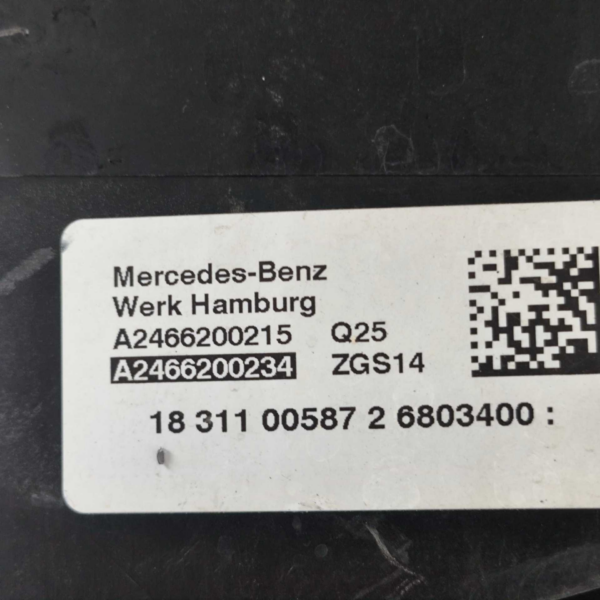 Mercedes-Benz
Werk Hamburg
A2466200215 Q25
A2466200234 ZGS14
18 311 00587 2 6803400 :